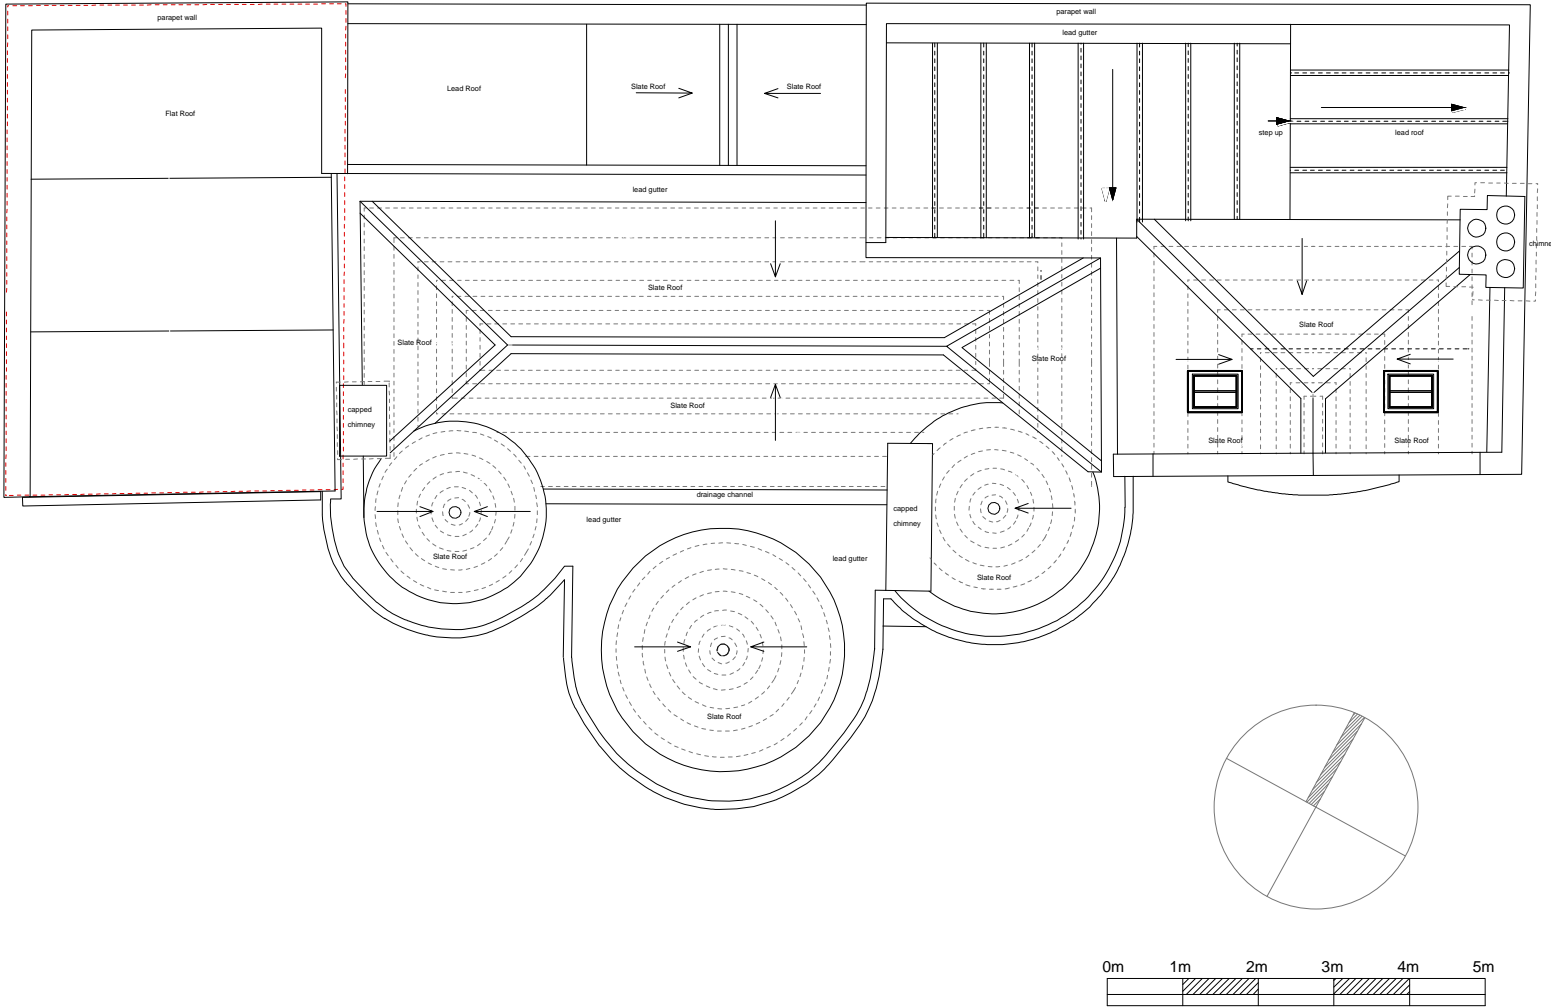 parapet wall
parapet wall
lead gutter
Lead Roof
Slate Roof
Slate Roof
Flat Roof
step up
lead roof
lead gutter
Slate Roof
Slate Roof
Slate Roof
Slate Roof
Slate Roof
Slate Roof
Slate Roof
Slate Roof
capped
chimney
drainage channel
lead gutter
capped
chimney
Slate Roof
lead gutter
Slate Roof
Slate Roof
0m 1m 2m 3m 4m 5m